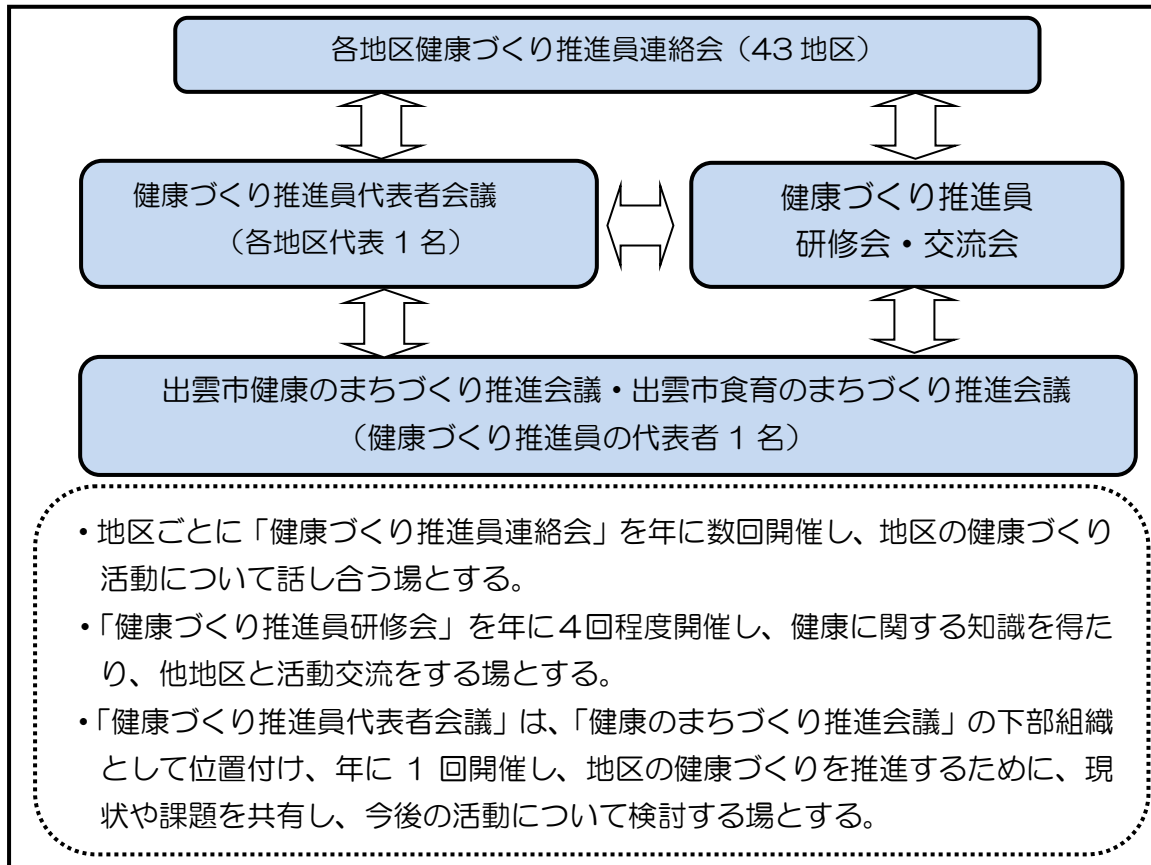 各地区健康づくり推進員連絡会（43 地区）
健康づくり推進員代表者会議
（各地区代表 1 名）
健康づくり推進員
研修会・交流会
出雲市健康のまちづくり推進会議・出雲市食育のまちづくり推進会議
（健康づくり推進員の代表者 1 名）
・地区ごとに「健康づくり推進員連絡会」を年に数回開催し、地区の健康づくり
活動について話し合う場とする。
・「健康づくり推進員研修会」を年に４回程度開催し、健康に関する知識を得た
り、他地区と活動交流をする場とする。
・「健康づくり推進員代表者会議」は、「健康のまちづくり推進会議」の下部組織
として位置付け、年に 1 回開催し、地区の健康づくりを推進するために、現
状や課題を共有し、今後の活動について検討する場とする。